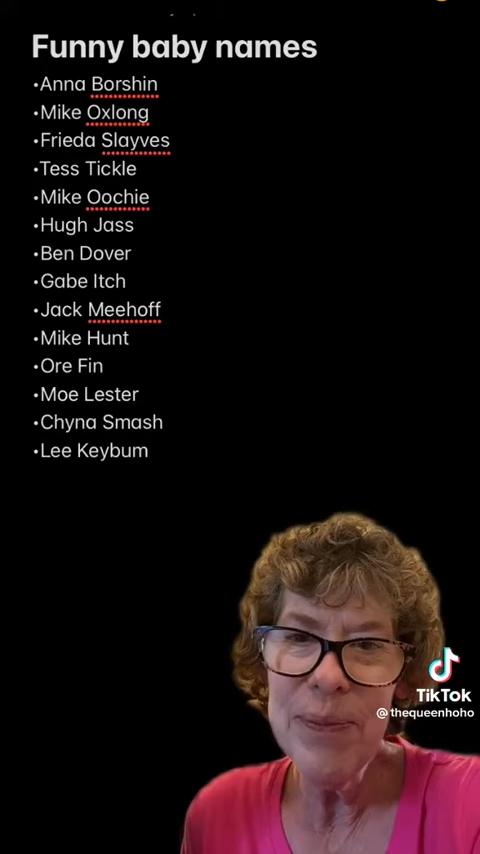 Funny baby names
•Anna Borshin
•Mike Oxlong
•Frieda Slayves
•Tess Tickle
•Mike Oochie
•Hugh Jass
•Ben Dover
•Gabe Itch
•Jack Meehoff
•Mike Hunt
•Ore Fin
•Moe Lester
•Chyna Smash
•Lee Keybum
TikTok
@thequeenhoho